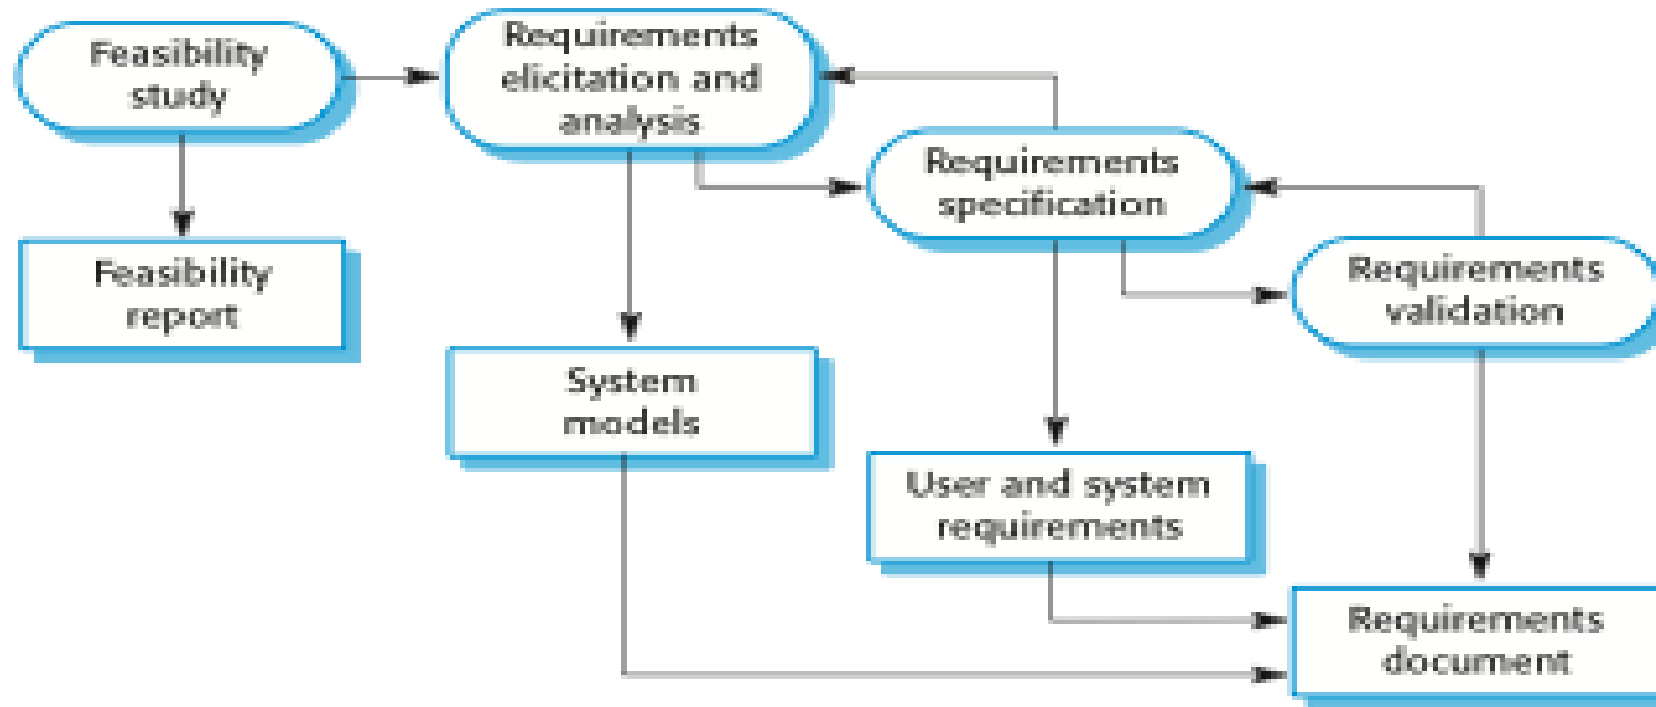 Feasibility
study
Requirements
elicitation and
analysis
Requirements
specification
Requirements
validation
Feasibility
report
System
models
User and system
requirements
Requirements
document